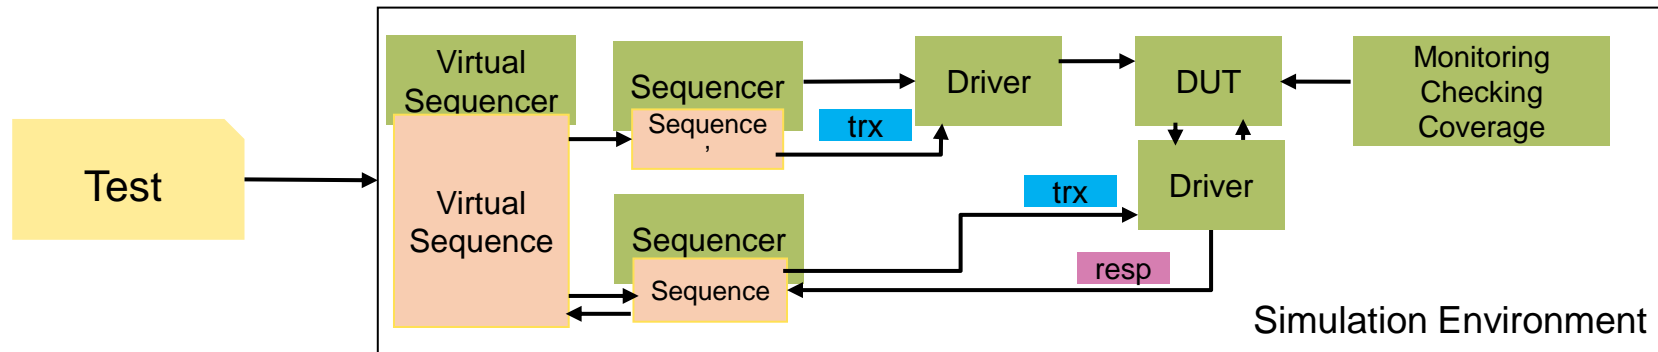 Test
Virtual
Sequencer
Virtual
Sequence
Sequencer
Sequence
,
trx
Driver
DUT
Monitoring
Checking
Coverage
Sequencer
Sequence
trx
Driver
resp
Simulation Environment